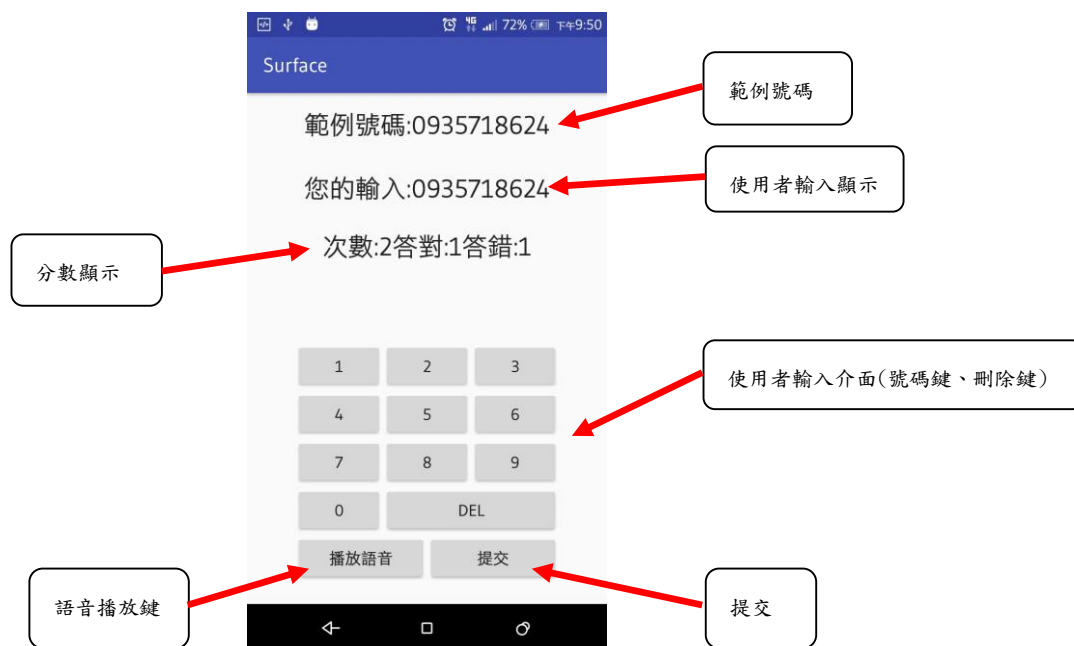 72% 下午9:50
Surface
範例號碼:0935718624
範例號碼
您的輸入:0935718624
使用者輸入顯示
次數:2答對:1答錯:1
分數顯示
1 2 3
使用者輸入介面(號碼鍵、刪除鍵)
4 5 6
7 8 9
0 DEL
播放語音 提交
語音播放鍵
提交